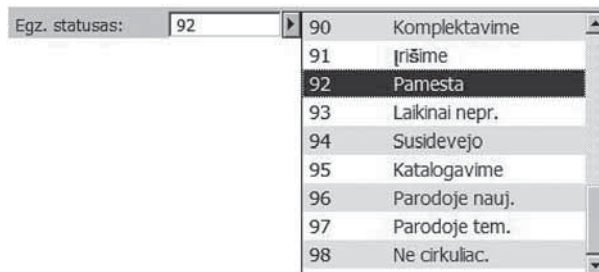 Egz. statusas: 92
90 Komplektavime
91 Įrišime
92 Pamesta
93 Laikinai nepr.
94 Susidevejo
95 Katalogavime
96 Parodoje nauj.
97 Parodoje tem.
98 Ne cirkuliac.